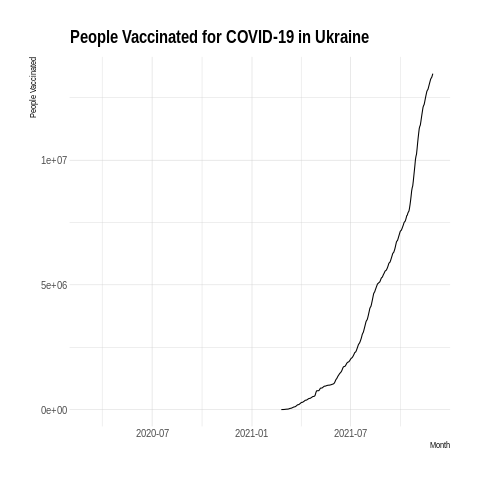 People Vaccinated for COVID-19 in Ukraine
People Vaccinated
1e+07
5e+06
0e+00
2020-07
2021-01
2021-07
Month